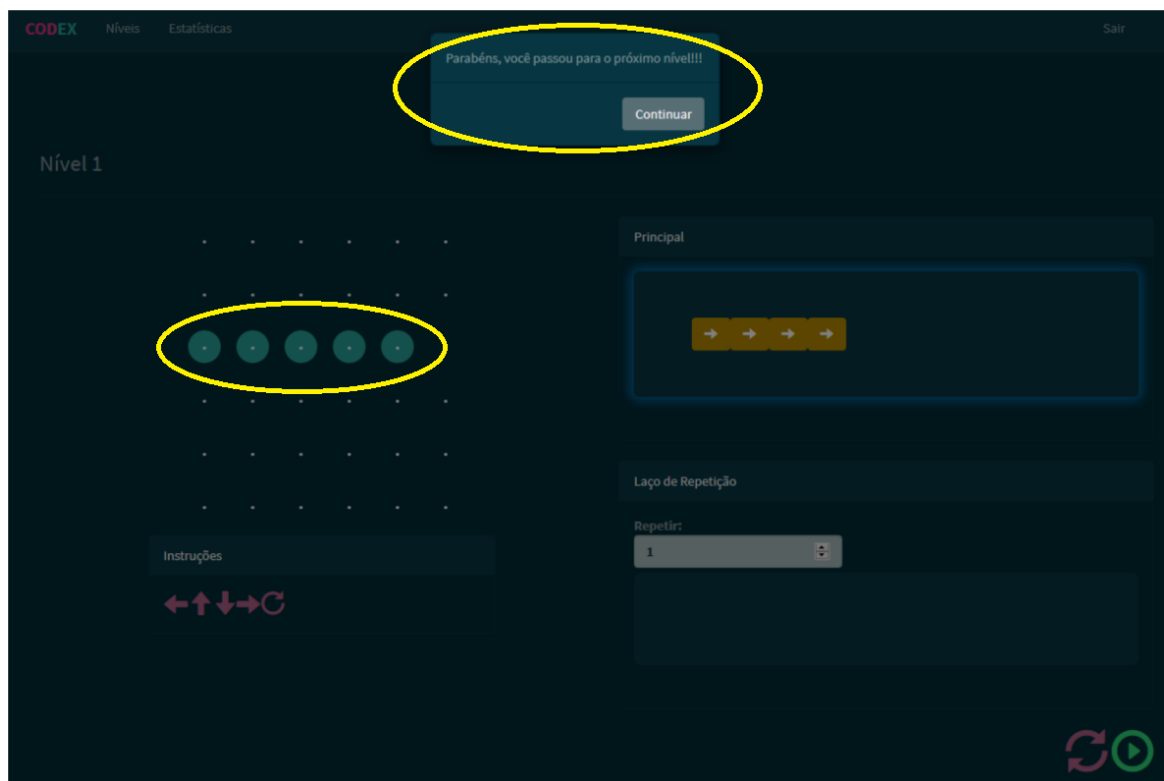 CODEX Níveis Estatísticas Sair
Parabéns, você passou para o próximo nível!!!
Continuar
Nível 1
Principal
Laço de Repetição
Repetir:
1
Instruções